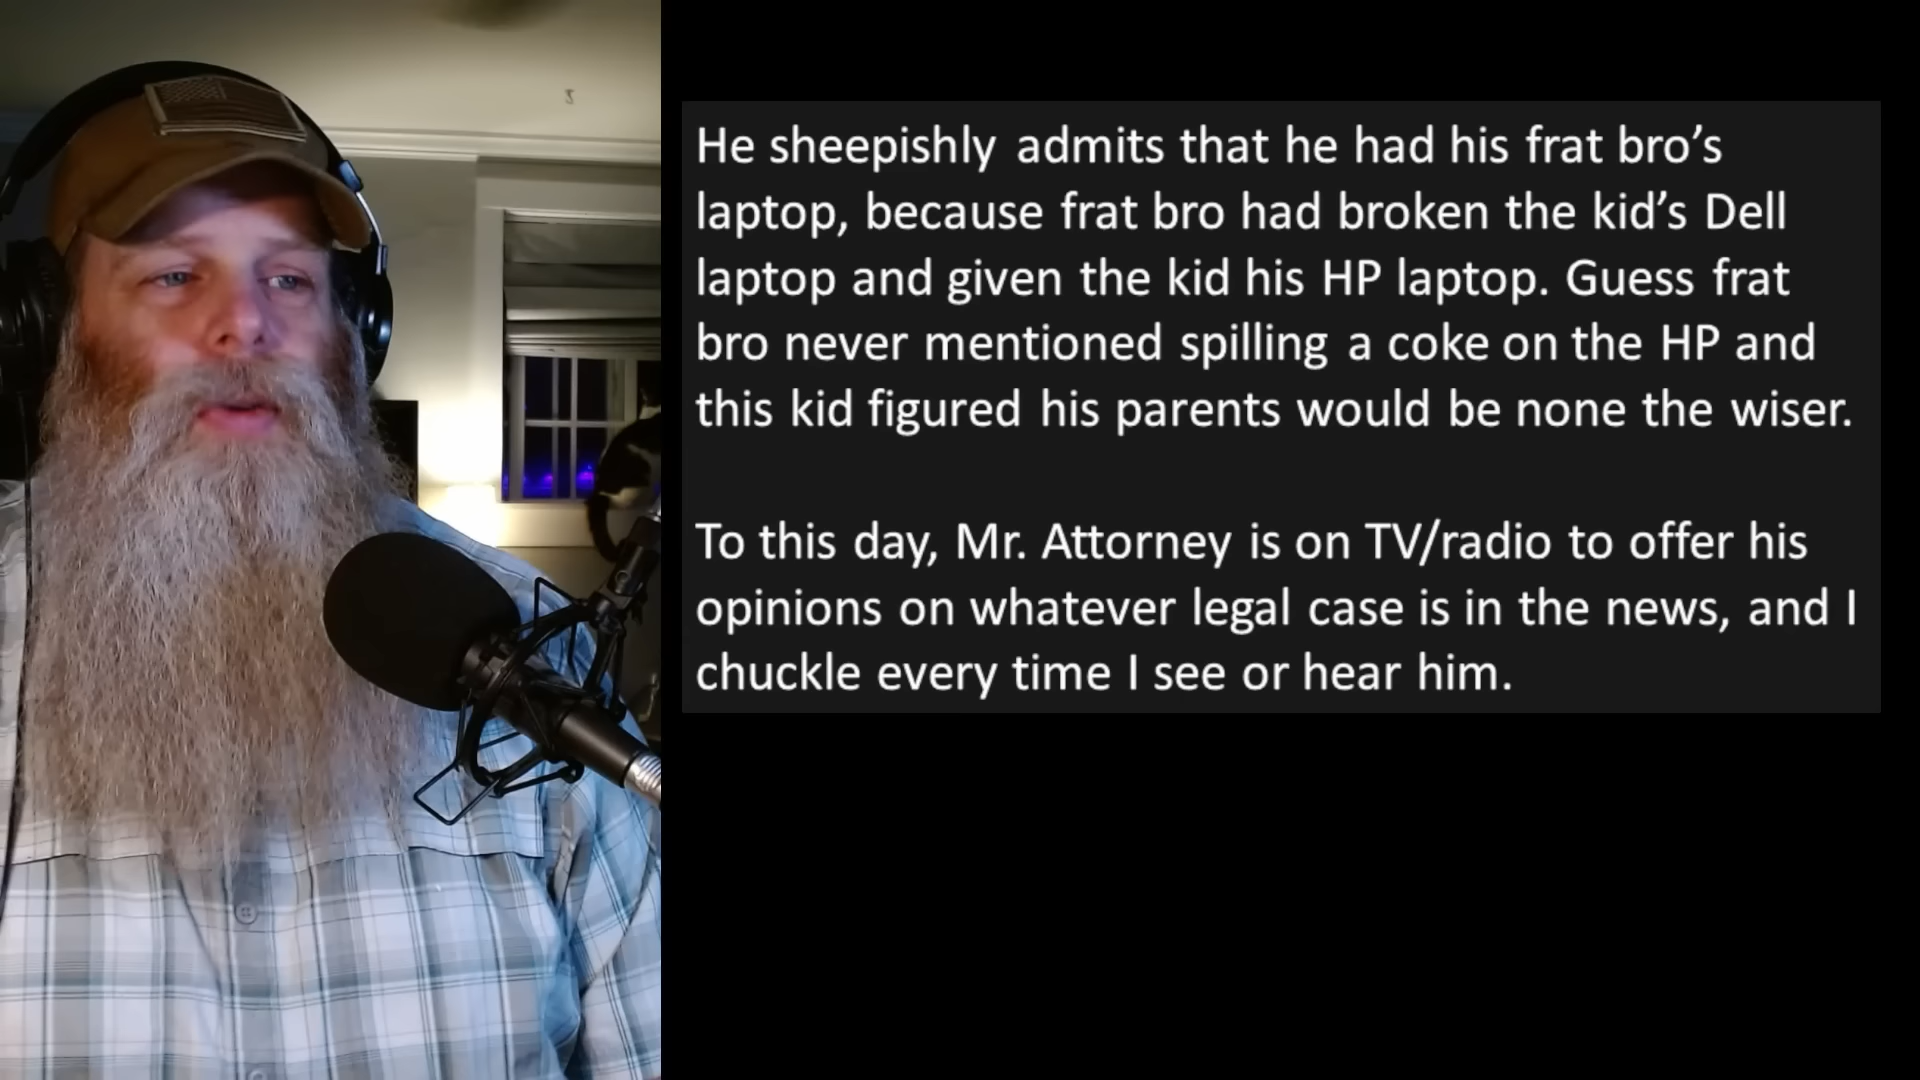 He sheepishly admits that he had his frat bro’s
laptop, because frat bro had broken the kid’s Dell
laptop and given the kid his HP laptop. Guess frat
bro never mentioned spilling a coke on the HP and
this kid figured his parents would be none the wiser.
To this day, Mr. Attorney is on TV/radio to offer his
opinions on whatever legal case is in the news, and I
chuckle every time I see or hear him.